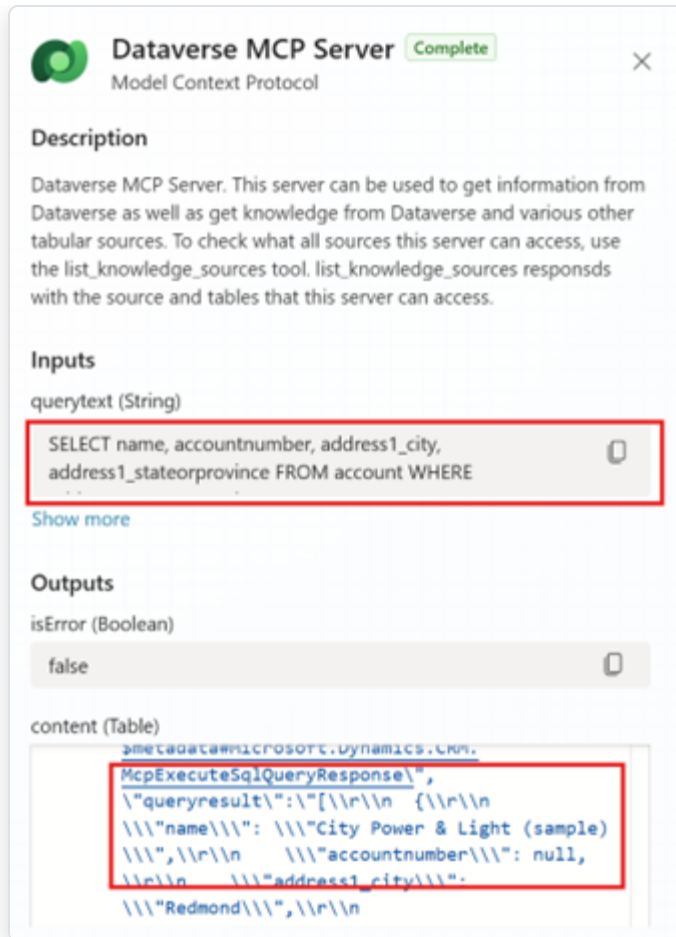 Dataverse MCP Server Complete
Model Context Protocol
Description
Dataverse MCP Server. This server can be used to get information from
Dataverse as well as get knowledge from Dataverse and various other
tabular sources. To check what all sources this server can access, use
the list_knowledge_sources tool. list_knowledge_sources responsds
with the source and tables that this server can access.
Inputs
querytext (String)
SELECT name, accountnumber, address1_city,
address1_stateorprovince FROM account WHERE
Show more
Outputs
isError (Boolean)
false
content (Table)
$metadata#Microsoft.Dynamics.CRM.
McpExecuteSqlQueryResponse\",
\"queryresult\":\"[\\r\\n  {\\r\\n
\\\"name\\\": \\\"City Power & Light (sample)
\\\",\\r\\n    \\\"accountnumber\\\": null,
\\r\\n    \\\"address1_city\\\":
\\\"Redmond\\\",\\r\\n